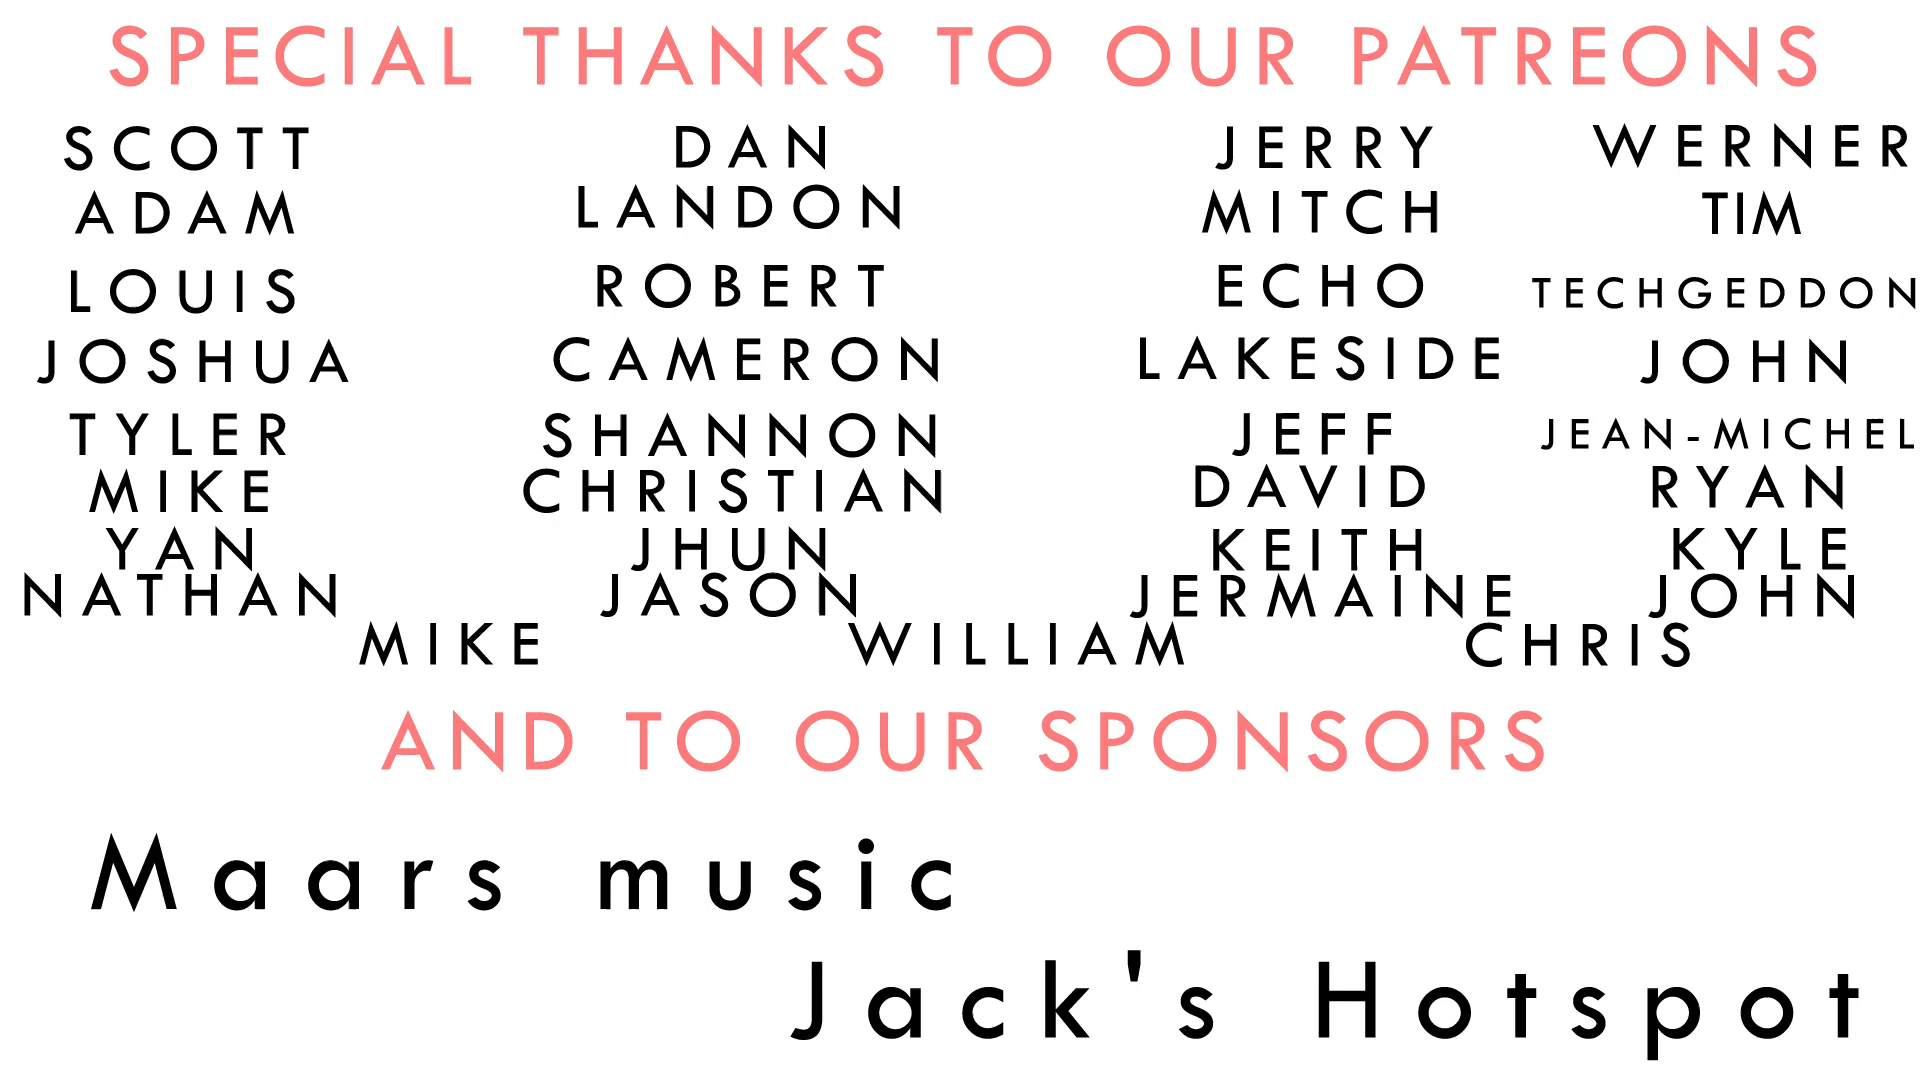 SPECIAL THANKS TO OUR PATREONS
SCOTT DAN JERRY WERNER
ADAM LANDON MITCH TIM
LOUIS ROBERT ECHO TECHGEDDON
JOSHUA CAMERON LAKESIDE JOHN
TYLER SHANNON JEFF JEAN-MICHEL
MIKE CHRISTIAN DAVID RYAN
YAN JHUN KEITH KYLE
NATHAN JASON JERMAINE JOHN
MIKE WILLIAM CHRIS
AND TO OUR SPONSORS
Maars music
Jack's Hotspot